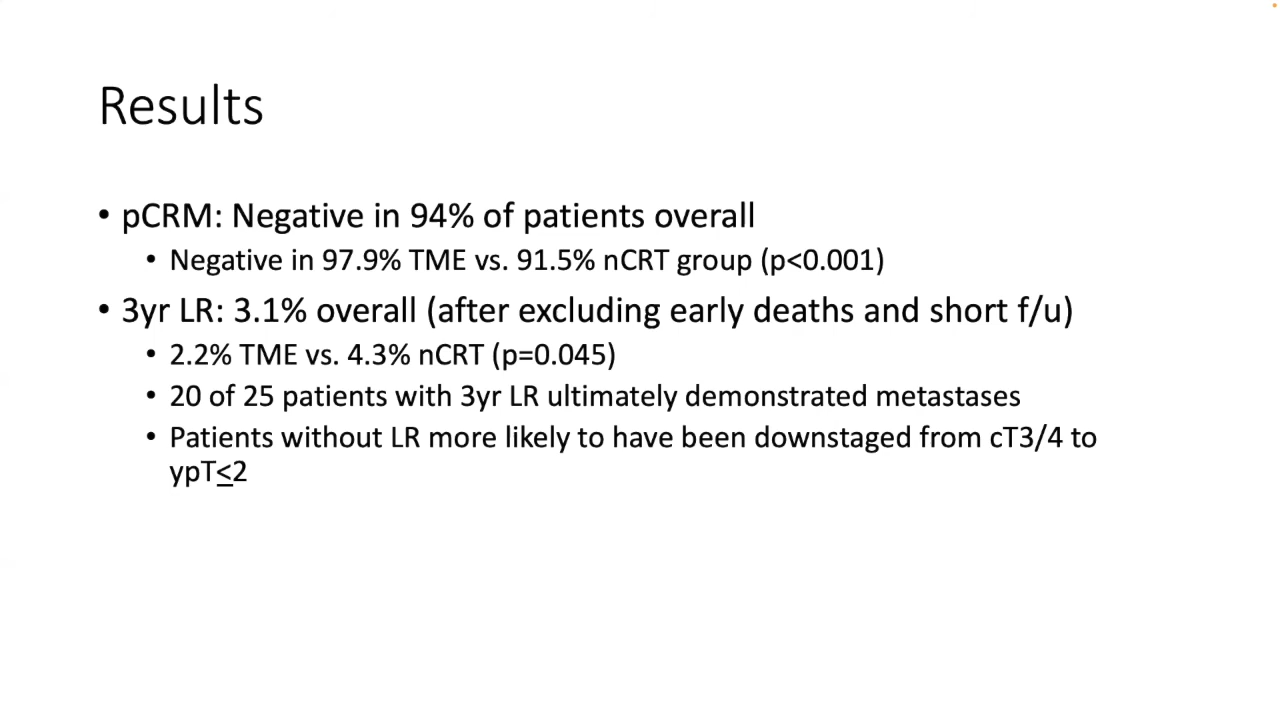 Results
• pCRM: Negative in 94% of patients overall
• Negative in 97.9% TME vs. 91.5% nCRT group (p<0.001)
• 3yr LR: 3.1% overall (after excluding early deaths and short f/u)
• 2.2% TME vs. 4.3% nCRT (p=0.045)
• 20 of 25 patients with 3yr LR ultimately demonstrated metastases
• Patients without LR more likely to have been downstaged from cT3/4 to
ypT≤2